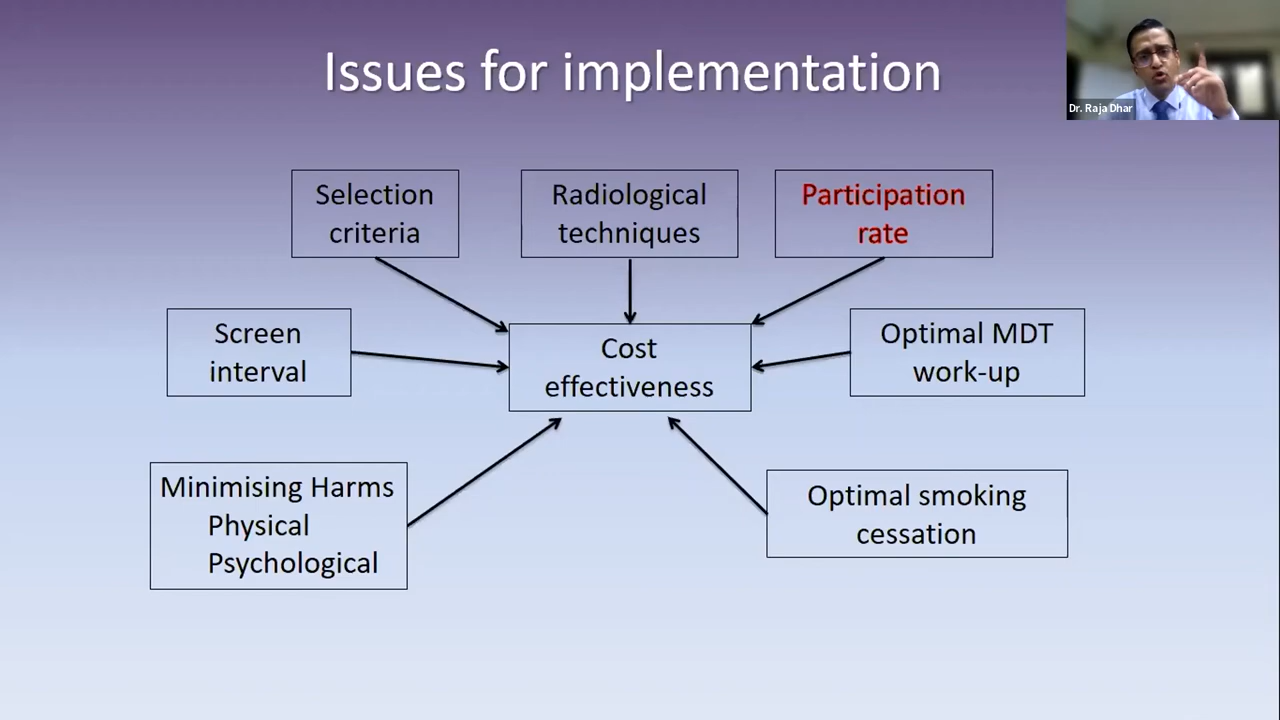 Issues for implementation
Dr. Raja Dhar
Selection
criteria
Radiological
techniques
Participation
rate
Screen
interval
Cost
effectiveness
Optimal MDT
work-up
Minimising Harms
Physical
Psychological
Optimal smoking
cessation